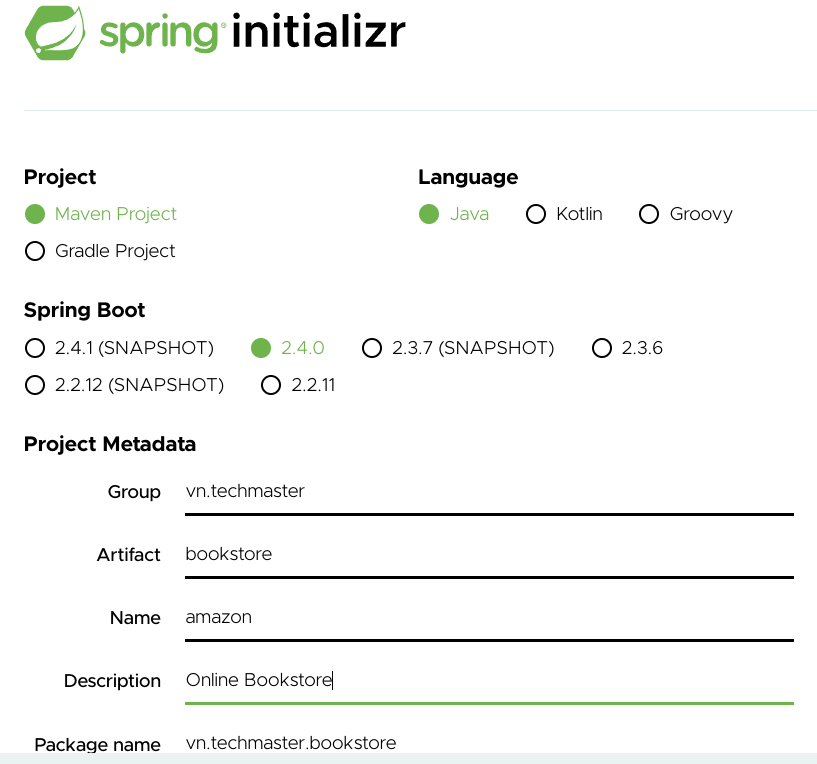 spring initializr
Project
Maven Project
Gradle Project
Language
Java Kotlin Groovy
Spring Boot
2.4.1 (SNAPSHOT) 2.4.0 2.3.7 (SNAPSHOT) 2.3.6
2.2.12 (SNAPSHOT) 2.2.11
Project Metadata
Group vn.techmaster
Artifact bookstore
Name amazon
Description Online Bookstore
Package name vn.techmaster.bookstore